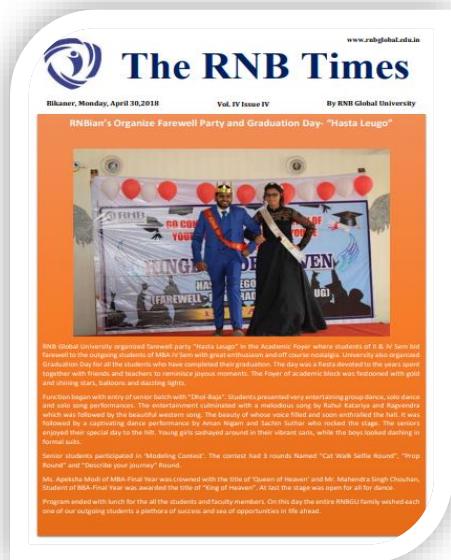 www.rnbglobal.edu.in
The RNB Times
Bikaner, Monday, April 30,2018
Vol. IV Issue IV
By RNB Global University
RNBian's Organize Farewell Party and Graduation Day- "Hasta Leugo"
RNB Global University organized farewell party "Hasta Leugo" in the Academic Foyer where students of II & IV Sem bid
farewell to the outgoing students of MBA IV Sem with great enthusiasm and off course nostalgia. University also organized
Graduation Day for all the students who have completed their graduation. The day was a fiesta devoted to the years spent
together with friends and teachers to reminisce joyous moments. The Foyer of academic block was festooned with gold
and shining stars, balloons and dazzling lights.
Function began with entry of senior batch with "Dhol-Baja". Students presented very entertaining group dance, solo dance
and solo song performances. The entertainment culminated with a melodious song by Rahul Katariya and Ragvendra
which was followed by the beautiful western song. The beauty of whose voice filled and soon enthralled the hall. It was
followed by a captivating dance performance by Aman Nigam and Sachin Suthar who rocked the stage. The seniors
enjoyed their special day to the hilt. Young girls sashayed around in their vibrant saris, while the boys looked dashing in
formal suits.
Senior students participated in 'Modeling Contest'. The contest had 3 rounds Named "Cat Walk Selfie Round", "Prop
Round" and "Describe your journey" Round.
Ms. Apeksha Modi of MBA-Final Year was crowned with the title of 'Queen of Heaven' and Mr. Mahendra Singh Chouhan,
Student of BBA-Final Year was awarded the title of "King of Heaven". At last the stage was open for all for dance.
Program ended with lunch for the all the students and faculty members. On this day the entire RNBGU family wished each
one of our outgoing students a plethora of success and sea of opportunities in life ahead.